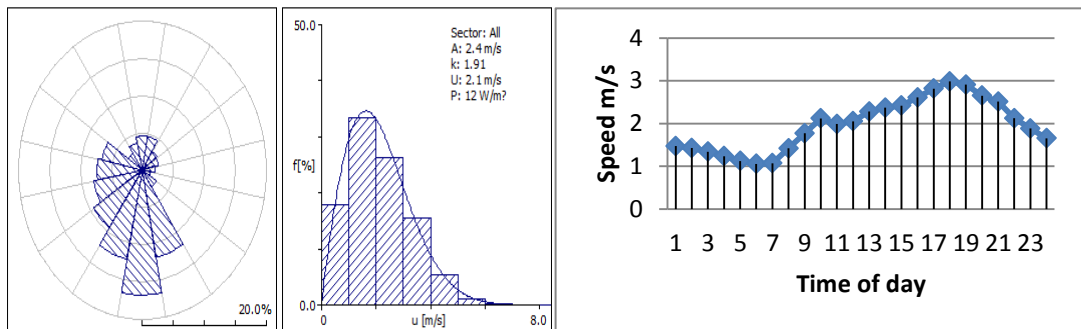 20.0%
50.0
Sector: All
A: 2.4 m/s
k: 1.91
U: 2.1 m/s
P: 12 W/m?
f[%]
0.0
0
u [m/s]
8.0
Speed m/s
4
3
2
1
0
1 3 5 7 9 11 13 15 17 19 21 23
Time of day